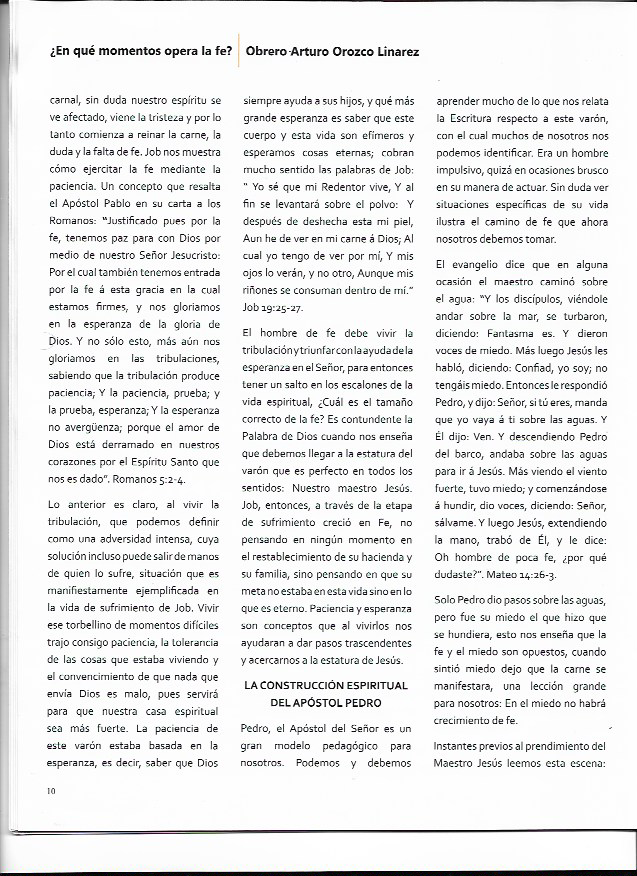 ¿En qué momentos opera la fe? Obrero Arturo Orozco Linarez
carnal, sin duda nuestro espíritu se
ve afectado, viene la tristeza y por lo
tanto comienza a reinar la carne, la
duda y la falta de fe. Job nos muestra
cómo ejercitar la fe mediante la
paciencia. Un concepto que resalta
el Apóstol Pablo en su carta a los
Romanos: “Justificado pues por la
fe, tenemos paz para con Dios por
medio de nuestro Señor Jesucristo:
Por el cual también tenemos entrada
por la fe á esta gracia en la cual
estamos firmes, y nos gloriamos
en la esperanza de la gloria de
Dios. Y no sólo esto, más aún nos
gloriamos en las tribulaciones,
sabiendo que la tribulación produce
paciencia; Y la paciencia, prueba; y
la prueba, esperanza; Y la esperanza
no avergüenza; porque el amor de
Dios está derramado en nuestros
corazones por el Espíritu Santo que
nos es dado”. Romanos 5:2-4.
Lo anterior es claro, al vivir la
tribulación, que podemos definir
como una adversidad intensa, cuya
solución incluso puede salir de manos
de quien lo sufre, situación que es
manifiestamente ejemplificada en
la vida de sufrimiento de Job. Vivir
ese torbellino de momentos difíciles
trajo consigo paciencia, la tolerancia
de las cosas que estaba viviendo y
el convencimiento de que nada que
envía Dios es malo, pues servirá
para que nuestra casa espiritual
sea más fuerte. La paciencia de
este varón estaba basada en la
esperanza, es decir, saber que Dios
siempre ayuda a sus hijos, y qué más
grande esperanza es saber que este
cuerpo y esta vida son efímeros y
esperamos cosas eternas; cobran
mucho sentido las palabras de Job:
“ Yo sé que mi Redentor vive, Y al
fin se levantará sobre el polvo: Y
después de deshecha esta mi piel,
Aun he de ver en mi carne á Dios; Al
cual yo tengo de ver por mí, Y mis
ojos lo verán, y no otro, Aunque mis
riñones se consuman dentro de mí.”
Job 19:25-27.
El hombre de fe debe vivir la
tribulación y triunfar con la ayuda de la
esperanza en el Señor, para entonces
tener un salto en los escalones de la
vida espiritual, ¿Cuál es el tamaño
correcto de la fe? Es contundente la
Palabra de Dios cuando nos enseña
que debemos llegar a la estatura del
varón que es perfecto en todos los
sentidos: Nuestro maestro Jesús.
Job, entonces, a través de la etapa
de sufrimiento creció en Fe, no
pensando en ningún momento en
el restablecimiento de su hacienda y
su familia, sino pensando en que su
meta no estaba en esta vida sino en lo
que es eterno. Paciencia y esperanza
son conceptos que al vivirlos nos
ayudaran a dar pasos trascendentes
y acercarnos a la estatura de Jesús.
LA CONSTRUCCIÓN ESPIRITUAL
DEL APÓSTOL PEDRO
Pedro, el Apóstol del Señor es un
gran modelo pedagógico para
nosotros. Podemos y debemos
aprender mucho de lo que nos relata
la Escritura respecto a este varón,
con el cual muchos de nosotros nos
podemos identificar. Era un hombre
impulsivo, quizá en ocasiones brusco
en su manera de actuar. Sin duda ver
situaciones específicas de su vida
ilustra el camino de fe que ahora
nosotros debemos tomar.
El evangelio dice que en alguna
ocasión el maestro caminó sobre
el agua: “Y los discípulos, viéndole
andar sobre la mar, se turbaron,
diciendo: Fantasma es. Y dieron
voces de miedo. Más luego Jesús les
habló, diciendo: Confiad, yo soy; no
tengáis miedo. Entonces le respondió
Pedro, y dijo: Señor, si tú eres, manda
que yo vaya á ti sobre las aguas. Y
Él dijo: Ven. Y descendiendo Pedro
del barco, andaba sobre las aguas
para ir á Jesús. Más viendo el viento
fuerte, tuvo miedo; y comenzándose
á hundir, dio voces, diciendo: Señor,
sálvame. Y luego Jesús, extendiendo
la mano, trabó de Él, y le dice:
Oh hombre de poca fe, ¿por qué
dudaste?”. Mateo 14:26-3.
Solo Pedro dio pasos sobre las aguas,
pero fue su miedo el que hizo que
se hundiera, esto nos enseña que la
fe y el miedo son opuestos, cuando
sintió miedo dejo que la carne se
manifestara, una lección grande
para nosotros: En el miedo no habrá
crecimiento de fe.
Instantes previos al prendimiento del
Maestro Jesús leemos esta escena:
10